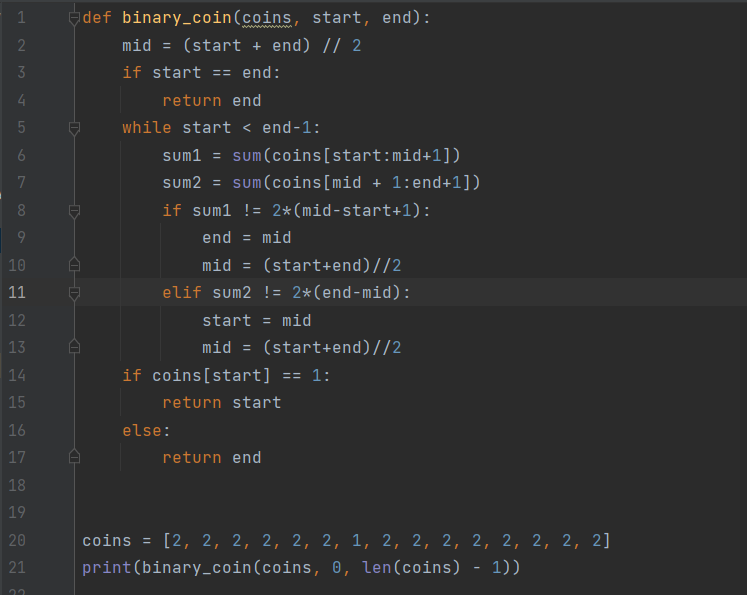 1 def binary_coin(coins, start, end):
2     mid = (start + end) // 2
3     if start == end:
4         return end
5     while start < end-1:
6         sum1 = sum(coins[start:mid+1])
7         sum2 = sum(coins[mid + 1:end+1])
8         if sum1 != 2*(mid-start+1):
9             end = mid
10             mid = (start+end)//2
11         elif sum2 != 2*(end-mid):
12             start = mid
13             mid = (start+end)//2
14     if coins[start] == 1:
15         return start
16     else:
17         return end
18
19
20 coins = [2, 2, 2, 2, 2, 2, 1, 2, 2, 2, 2, 2, 2, 2, 2]
21 print(binary_coin(coins, 0, len(coins) - 1))